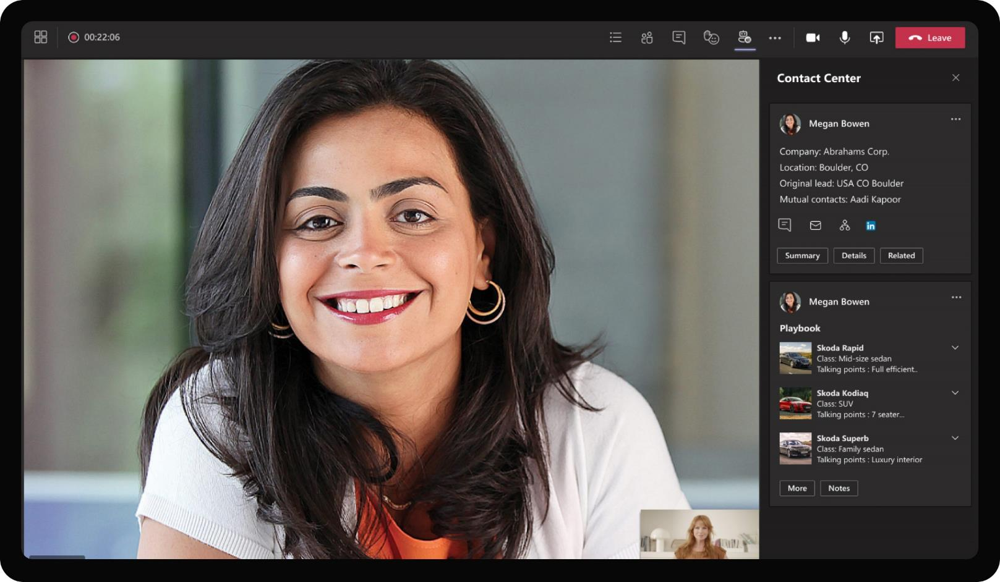 00:22:06
Leave
Contact Center
Megan Bowen
Company: Abrahams Corp.
Location: Boulder, CO
Original lead: USA CO Boulder
Mutual contacts: Aadi Kapoor
in
Summary
Details
Related
Megan Bowen
Playbook
Skoda Rapid
Class: Mid-size sedan
Talking points : Full efficient..
Skoda Kodiaq
Class: SUV
Talking points : 7 seater...
Skoda Superb
Class: Family sedan
Talking points : Luxury interior
More
Notes